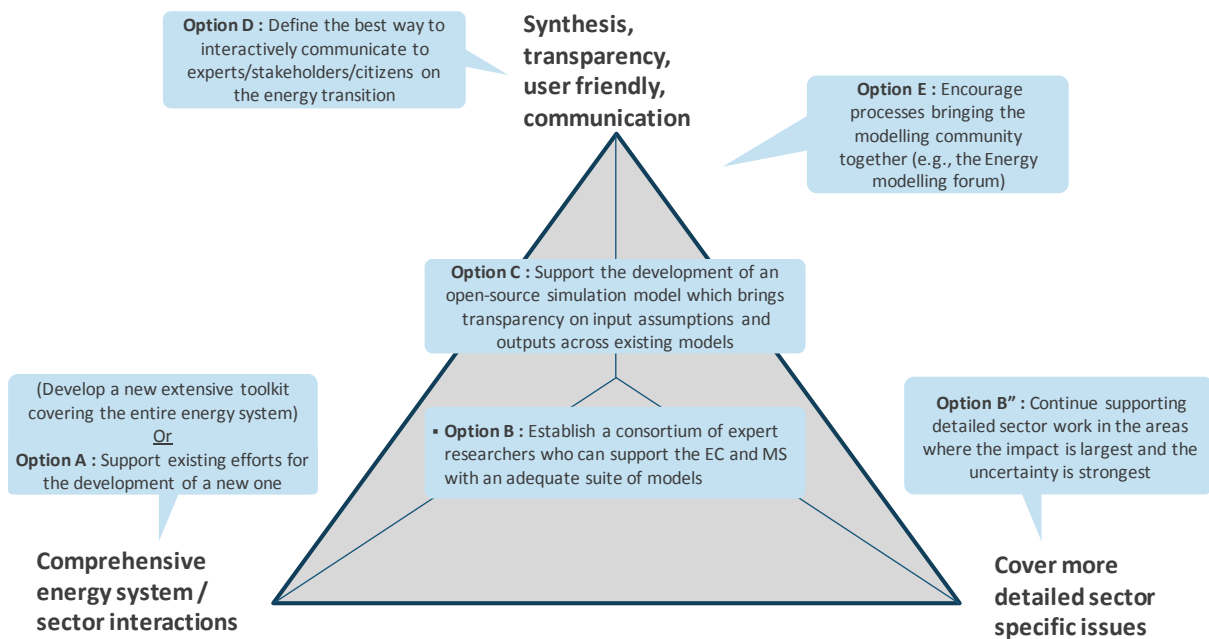 Option D : Define the best way to
interactively communicate to
experts/stakeholders/citizens on
the energy transition
Synthesis,
transparency,
user friendly,
communication
Option E : Encourage
processes bringing the
modelling community
together (e.g., the Energy
modelling forum)
Option C : Support the development of an
open-source simulation model which brings
transparency on input assumptions and
outputs across existing models
(Develop a new extensive toolkit
covering the entire energy system)
Or
Option A : Support existing efforts for
the development of a new one
▪ Option B : Establish a consortium of expert
researchers who can support the EC and MS
with an adequate suite of models
Option B” : Continue supporting
detailed sector work in the areas
where the impact is largest and the
uncertainty is strongest
Comprehensive
energy system /
sector interactions
Cover more
detailed sector
specific issues